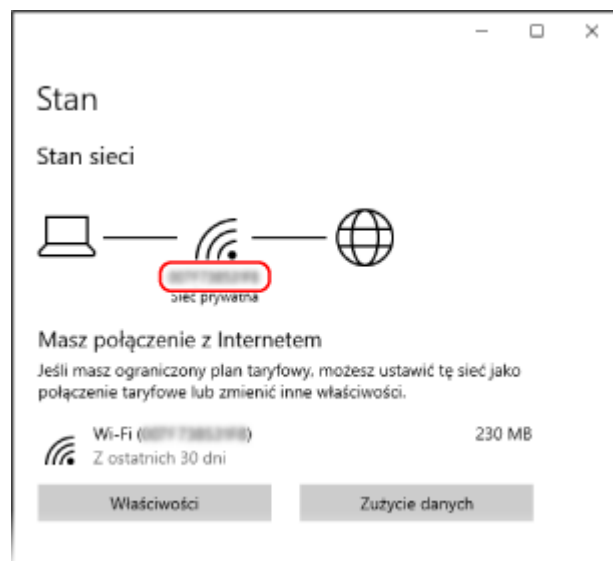 Stan
Stan sieci
Sieć prywatna
Masz połączenie z Internetem
Jeśli masz ograniczony plan taryfowy, możesz ustawić tę sieć jako
połączenie taryfowe lub zmienić inne właściwości.
Wi-Fi ( )
230 MB
Z ostatnich 30 dni
Właściwości
Zużycie danych